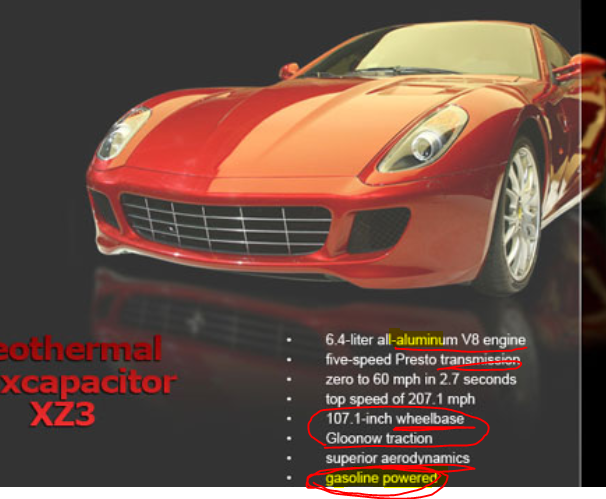 eothermal
xcapacitor
XZ3
6.4-liter all-aluminum V8 engine
five-speed Presto transmission
zero to 60 mph in 2.7 seconds
top speed of 207.1 mph
107.1-inch wheelbase
Gloonow traction
superior aerodynamics
gasoline powered